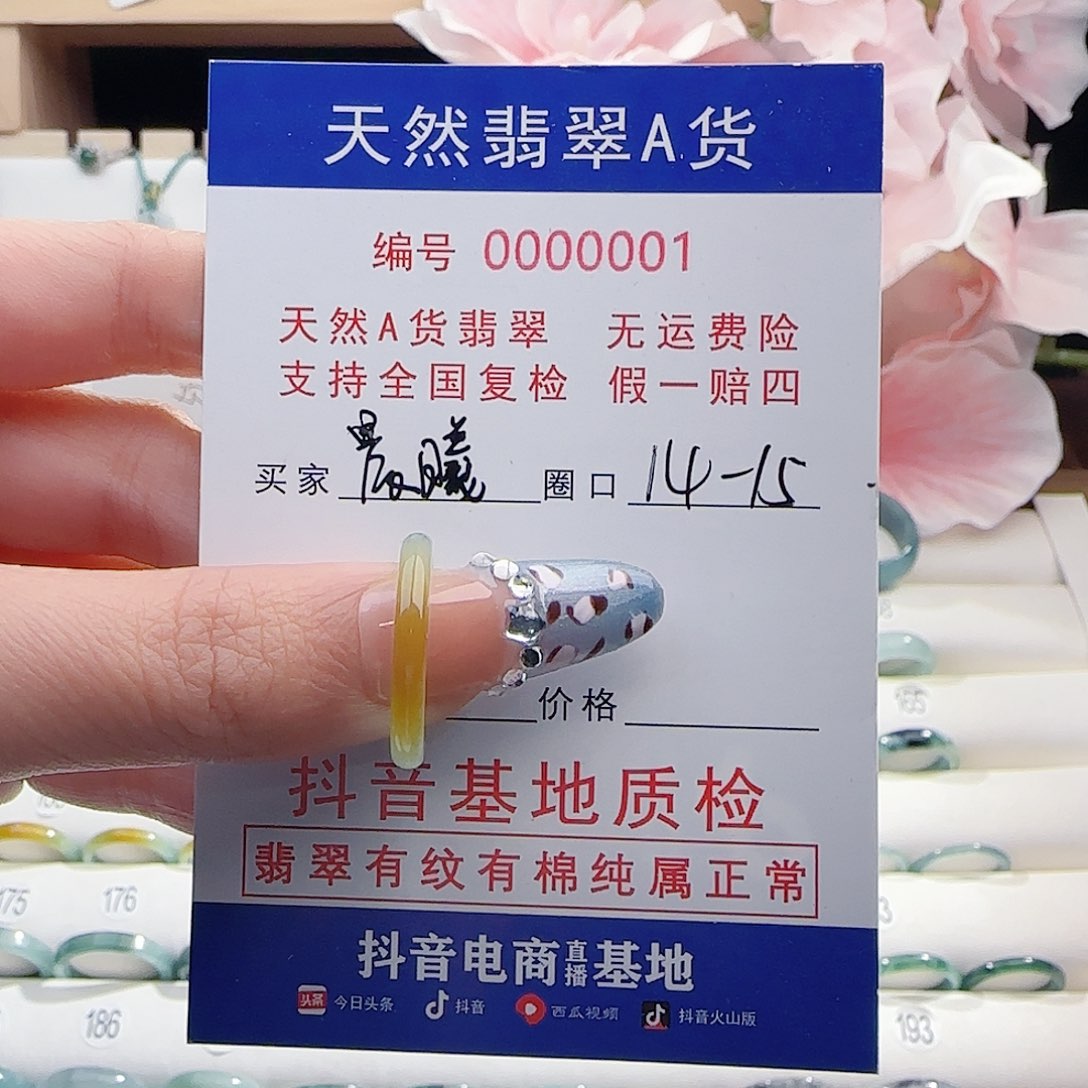 天然翡翠A货
编号 0000001
天然A货翡翠 无运费险
支持全国复检 假一赔四
买家 晨曦 圈口 14-15
价格
抖音基地质检
翡翠有纹有棉纯属正常
抖音电商直播基地
头条 今日头条 抖音 西瓜视频 抖音火山版
175 176
186
193